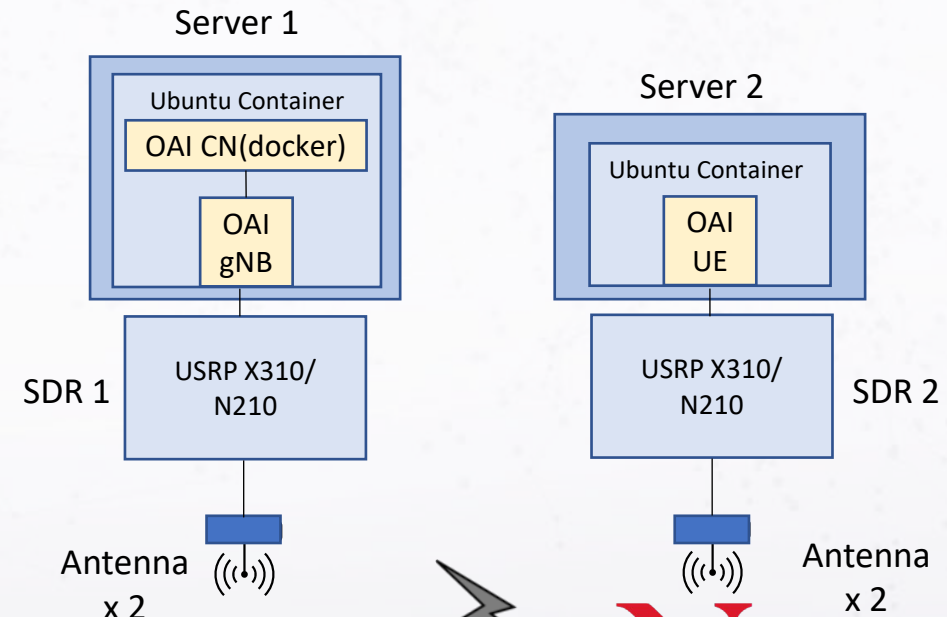 Server 1
Ubuntu Container
OAI CN(docker)
OAI
gNB
USRP X310/
N210
SDR 1
Antenna
x 2
Server 2
Ubuntu Container
OAI
UE
USRP X310/
N210
SDR 2
Antenna
x 2